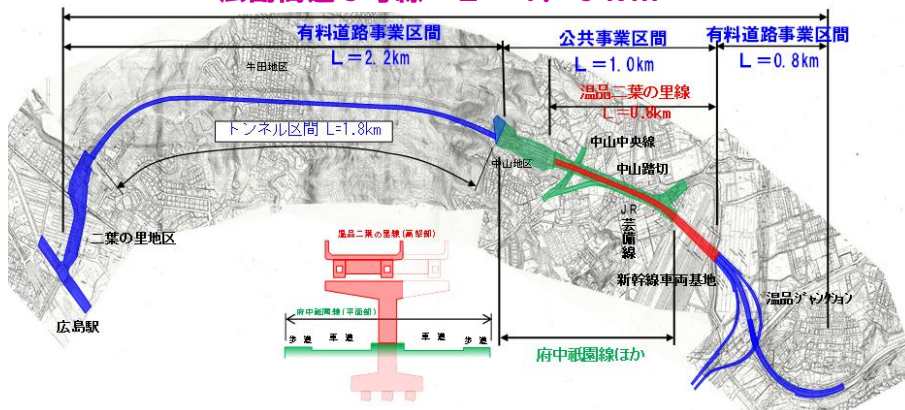 有料道路事業区間
L=2.2km
公共事業区間
L=1.0km
有料道路事業区間
L=0.8km
牛田地区
温品二葉の里線
L=0.8km
トンネル区間 L=1.8km
中山地区
中山中央線
中山踏切
JR芸備線
二葉の里地区
新幹線車両基地
温品二葉の里線(高架部)
温品ジャンクション
広島駅
府中祇園線(平面部)
歩道 車道 車道 歩道
府中祇園線ほか